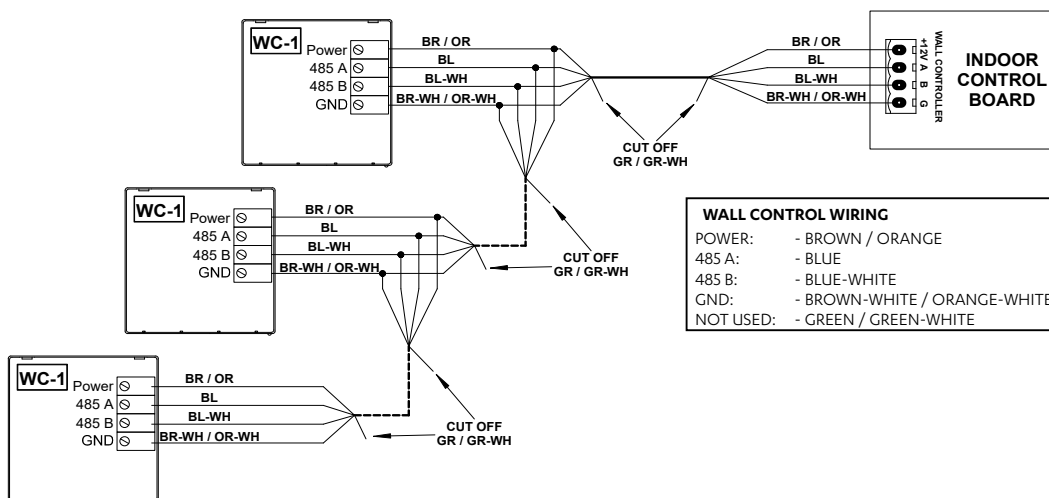 WC-1
Power
485 A
485 B
GND
BR / OR
BL
BL-WH
BR-WH / OR-WH
CUT OFF
GR / GR-WH
BR / OR
BL
BL-WH
BR-WH / OR-WH
+12V A B G
WALL CONTROLLER
INDOOR
CONTROL
BOARD
WC-1
Power
485 A
485 B
GND
BR / OR
BL
BL-WH
BR-WH / OR-WH
CUT OFF
GR / GR-WH
WALL CONTROL WIRING
POWER: - BROWN / ORANGE
485 A: - BLUE
485 B: - BLUE-WHITE
GND: - BROWN-WHITE / ORANGE-WHITE
NOT USED: - GREEN / GREEN-WHITE
WC-1
Power
485 A
485 B
GND
BR / OR
BL
BL-WH
BR-WH / OR-WH
CUT OFF
GR / GR-WH